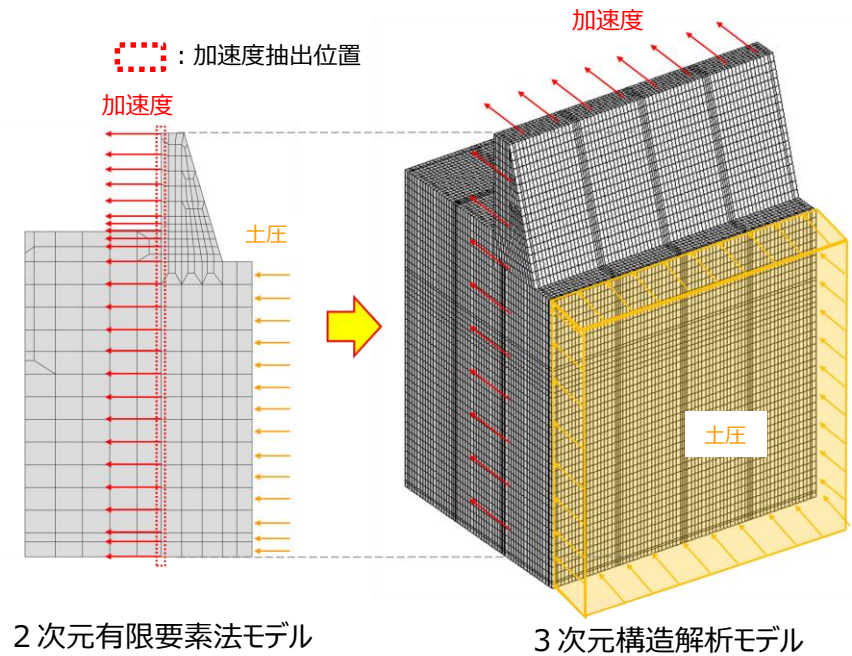 ：加速度抽出位置
加速度
土圧
加速度
土圧
２次元有限要素法モデル
３次元構造解析モデル